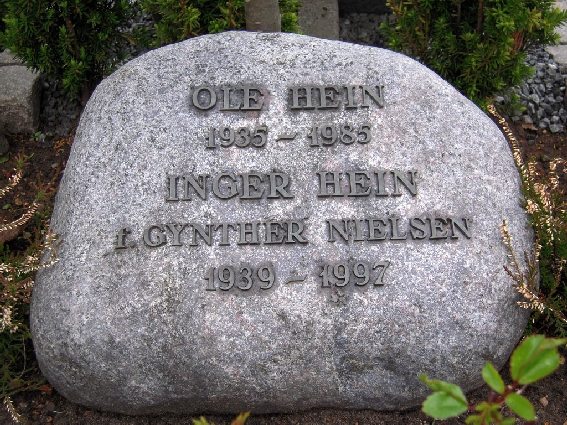 OLE HEIN
1935 – 1985
INGER HEIN
f. GYNTHER NIELSEN
1939 – 1997